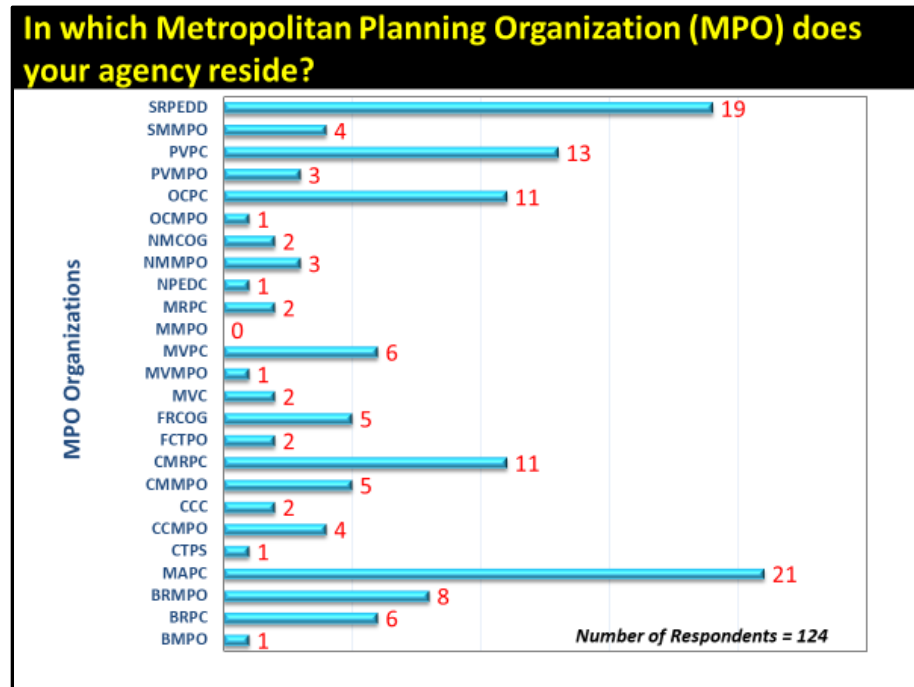 In which Metropolitan Planning Organization (MPO) does
your agency reside?
MPO Organizations
SRPEDD 19
SMMPO 4
PVPC 13
PVMPO 3
OCPC 11
OCMPO 1
NMCOG 2
NMMPO 3
NPEDC 1
MRPC 2
MMPO 0
MVPC 6
MVMPO 1
MVC 2
FRCOG 5
FCTPO 2
CMRPC 11
CMMPO 5
CCC 2
CCMPO 4
CTPS 1
MAPC 21
BRMPO 8
BRPC 6
BMPO 1
Number of Respondents = 124